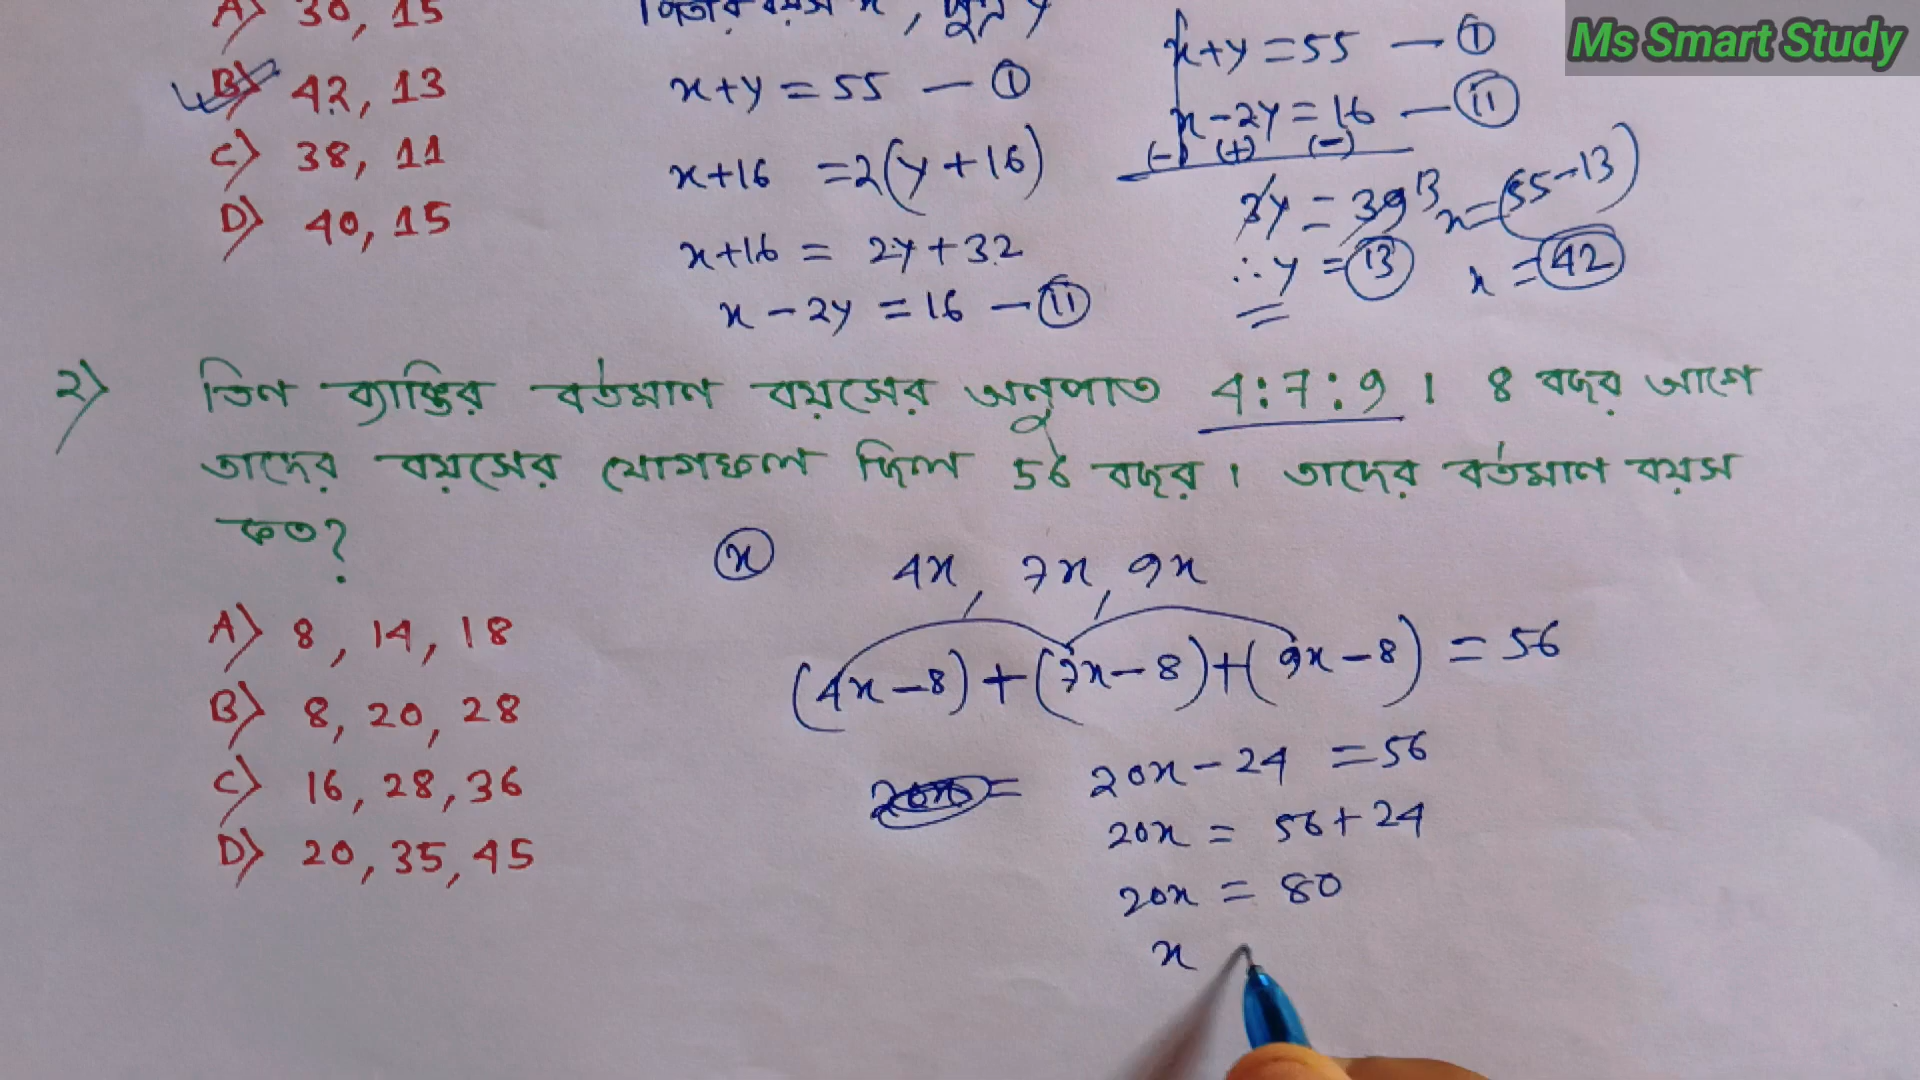 A) 30, 15
পিতার বয়স x, পুত্র y
x+y = 55 — ①
Ms Smart Study
B) 42, 13
x+y = 55 — ①
x-2y = 16 — ⑪
(-) (+) (-)
C) 38, 11
x+16 = 2(y+16)
3y = 39 13
x = (55-13)
D) 40, 15
x+16 = 2y+32
∴ y = 13
x = 42
x - 2y = 16 — ⑪
২) তিন ব্যাক্তির বর্তমাণ বয়সের অনুপাত 4:7:9 । 8 বছর আগে
তাদের বয়সের যোগফল ছিল 56 বছর । তাদের বর্তমাণ বয়স
কত?
x 4x, 7x, 9x
A) 8, 14, 18
(4x-8)+(7x-8)+(9x-8) = 56
B) 8, 20, 28
20x-24 = 56
C) 16, 28, 36
20x = 56+24
D) 20, 35, 45
20x = 80
x